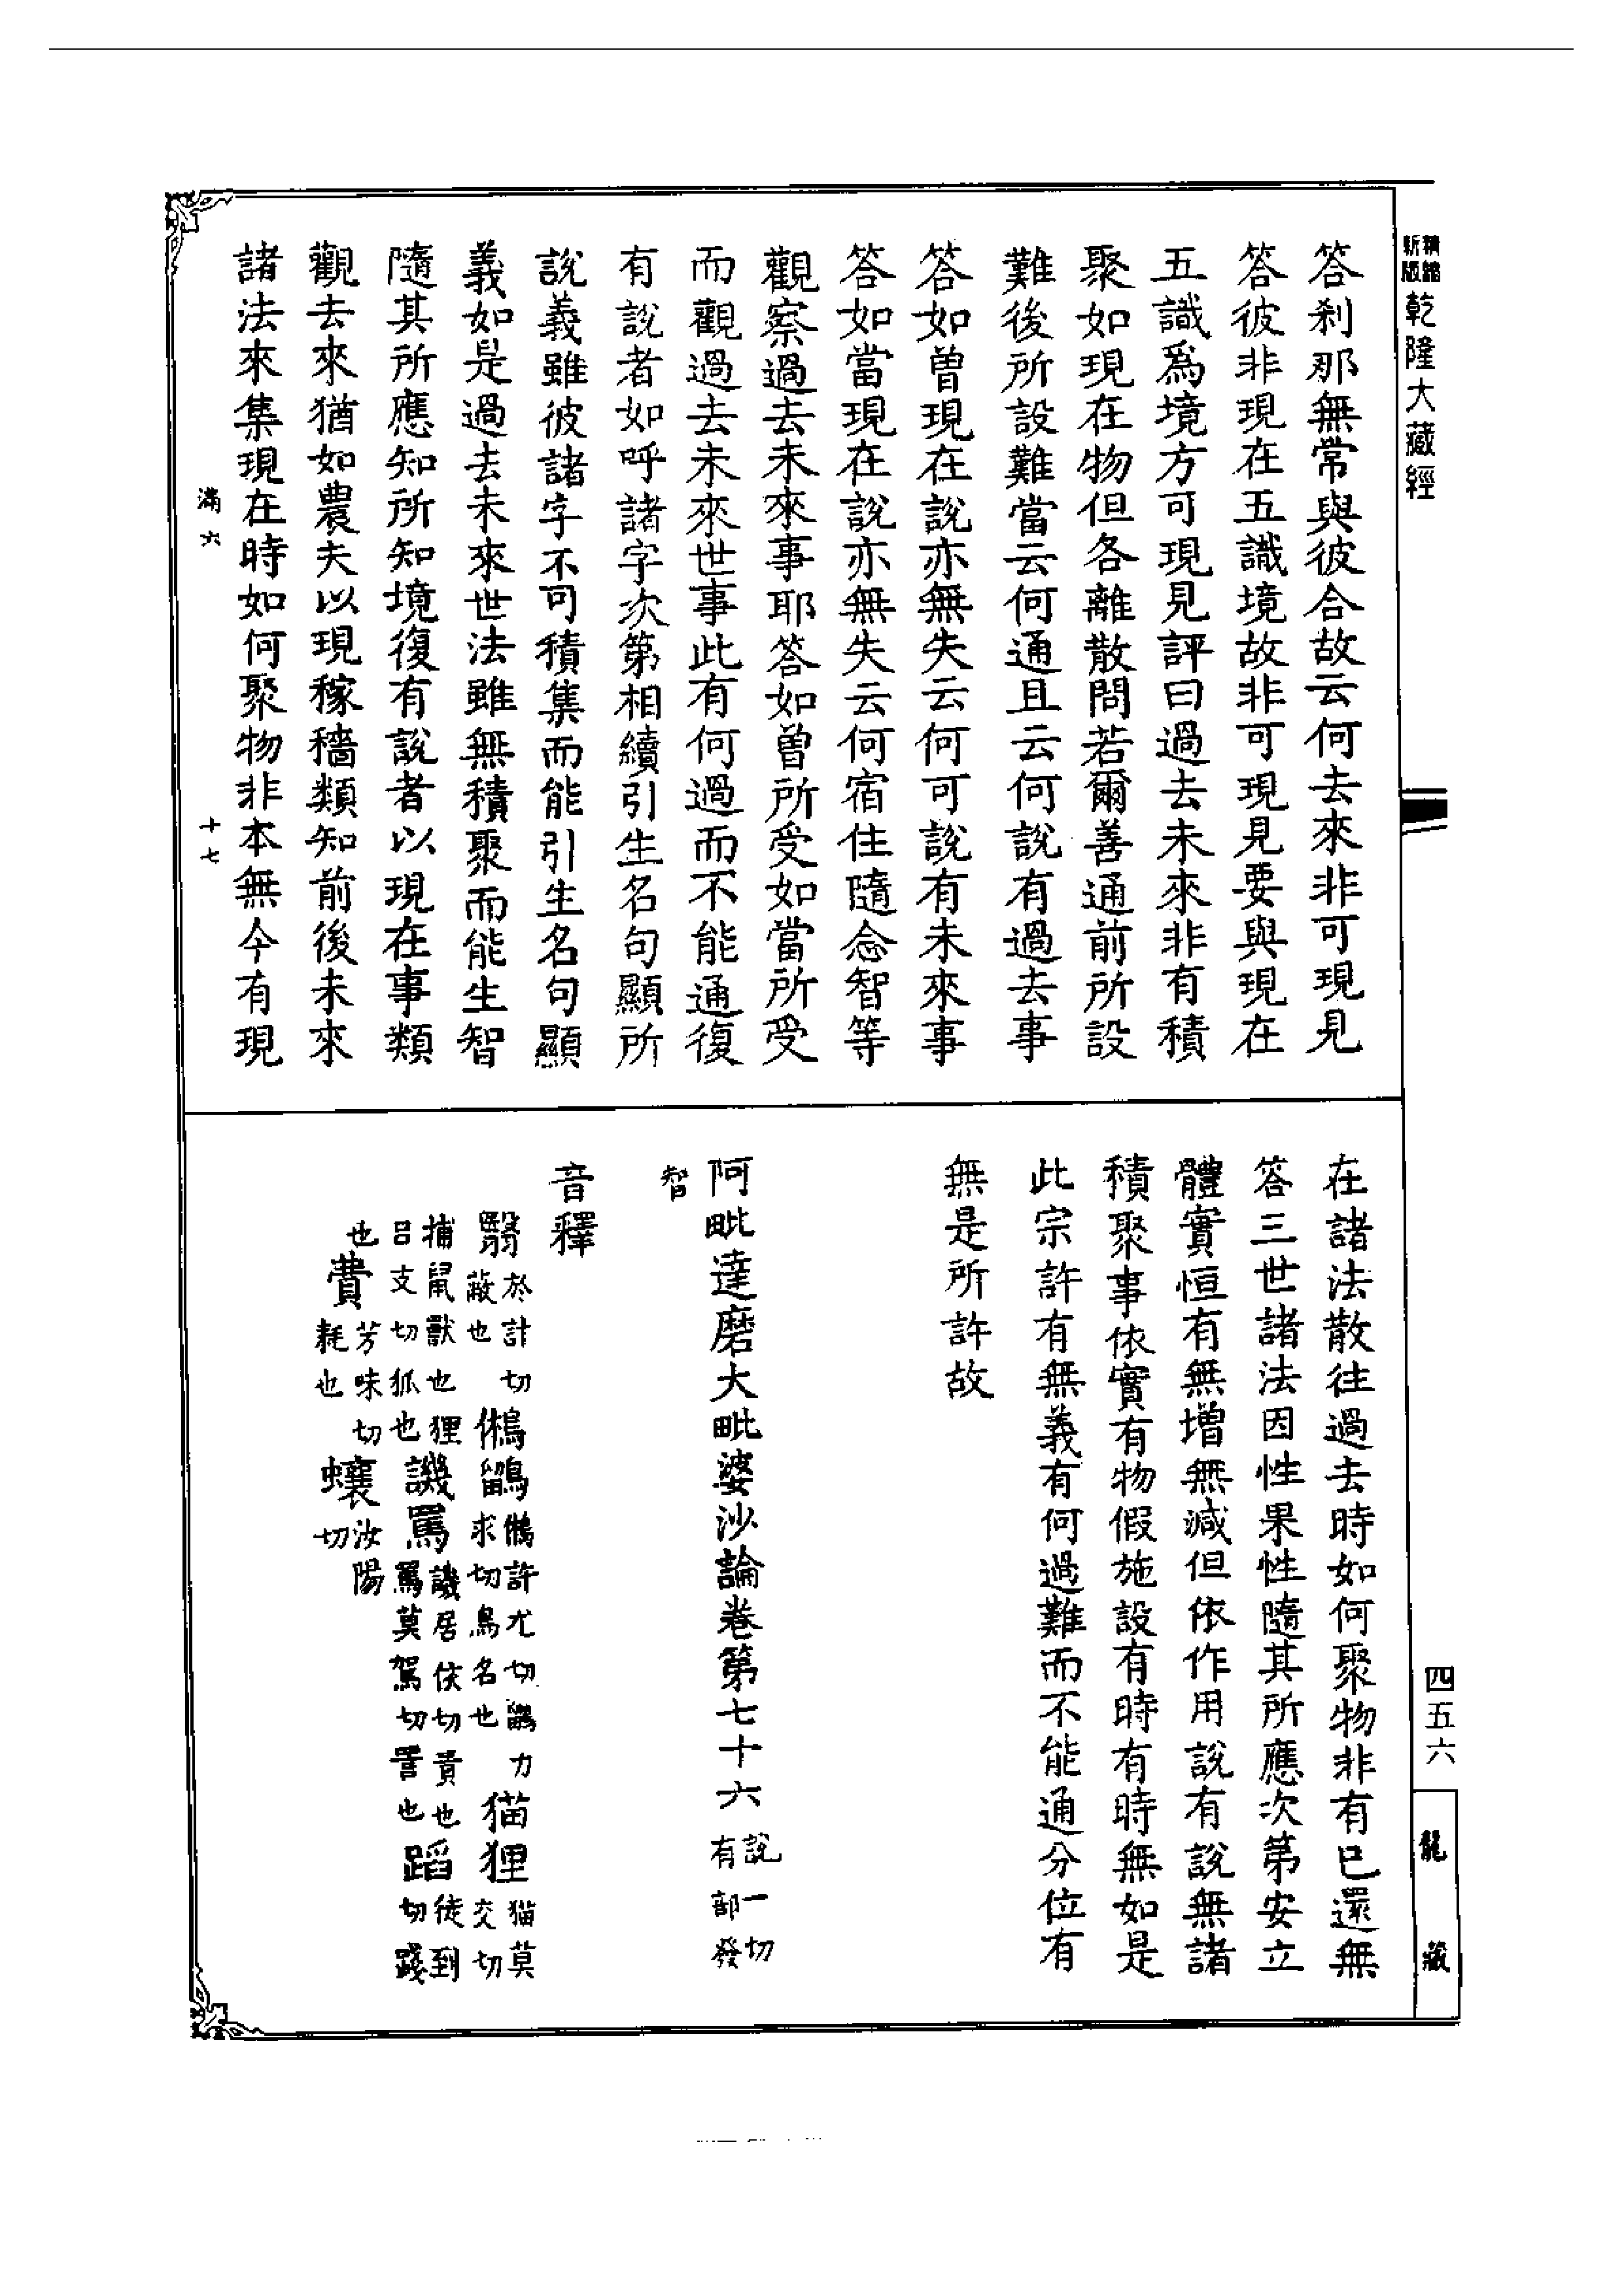 精縮
新版
乾隆大藏經
答刹那無常與彼合故云何去來非可現見
答彼非現在五識境故非可現見要與現在
五識爲境方可現見評曰過去未來非有積
聚如現在物但各離散問若爾善通前所設
難後所設難當云何通且云何說有過去事
答如曾現在說亦無失云何可說有未來事
答如當現在說亦無失云何宿住隨念智等
觀察過去未來事耶答如曾所受如當所受
而觀過去未來世事此有何過而不能通復
有說者如呼諸字次第相續引生名句顯所
說義雖彼諸字不可積集而能引生名句顯
義如是過去未來世法雖無積聚而能生智
隨其所應知所知境復有說者以現在事類
觀去來猶如農夫以現稼穡類知前後未來
諸法來集現在時如何聚物非本無今有現
滿六
十七
在諸法散往過去時如何聚物非有已還無
答三世諸法因性果性隨其所應次第安立
體實恒有無增無減但依作用說有說無諸
積聚事依實有物假施設有時有時無如是
此宗許有無義有何過難而不能通分位有
無是所許故
阿毗達磨大毗婆沙論卷第七十六 說一切有部發
智
音釋
翳 於計切蔽也 鵂鶹 鵂許尤切鶹力求切鳥名也 猫狸 猫莫交切
捕鼠獸也狸呂支切狐也 譏罵 譏居依切責也罵莫駕切詈也 蹈 徒到切踐
也 費 芳味切耗也 蠰 汝陽切
四五六
龍藏